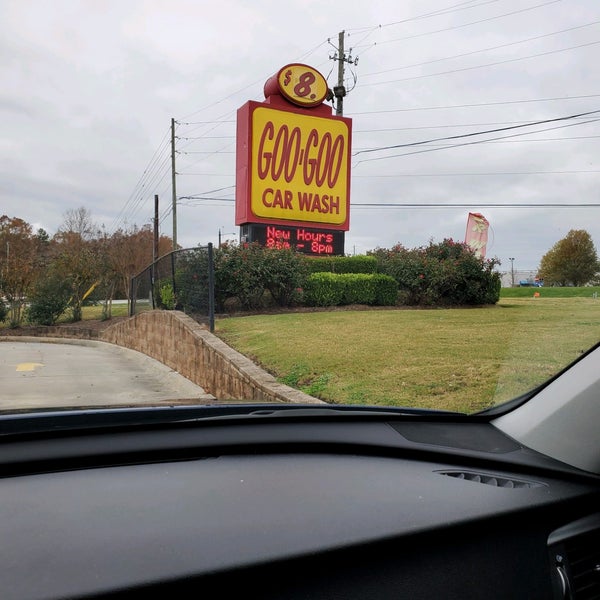 $8.
GOO-GOO
CAR WASH
New Hours
8am - 8pm